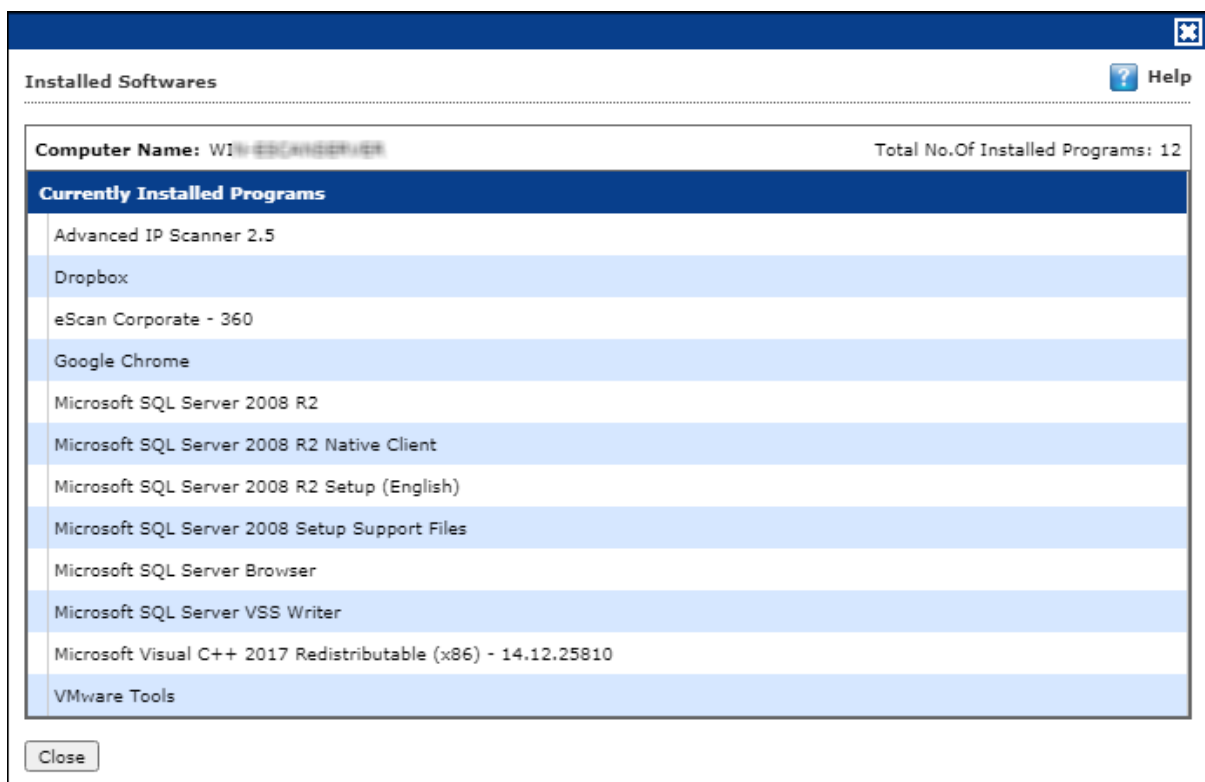 Installed Softwares
? Help
Computer Name: Total No.Of Installed Programs: 12
Currently Installed Programs
Advanced IP Scanner 2.5
Dropbox
eScan Corporate - 360
Google Chrome
Microsoft SQL Server 2008 R2
Microsoft SQL Server 2008 R2 Native Client
Microsoft SQL Server 2008 R2 Setup (English)
Microsoft SQL Server 2008 Setup Support Files
Microsoft SQL Server Browser
Microsoft SQL Server VSS Writer
Microsoft Visual C++ 2017 Redistributable (x86) - 14.12.25810
VMware Tools
Close